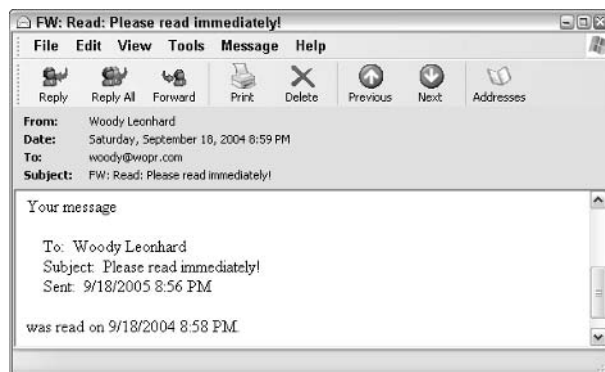 FW: Read: Please read immediately!
File Edit View Tools Message Help
Reply Reply All Forward Print Delete Previous Next Addresses
From: Woody Leonhard
Date: Saturday, September 18, 2004 8:59 PM
To: woody@wopr.com
Subject: FW: Read: Please read immediately!
Your message
To: Woody Leonhard
Subject: Please read immediately!
Sent: 9/18/2005 8:56 PM
was read on 9/18/2004 8:58 PM.